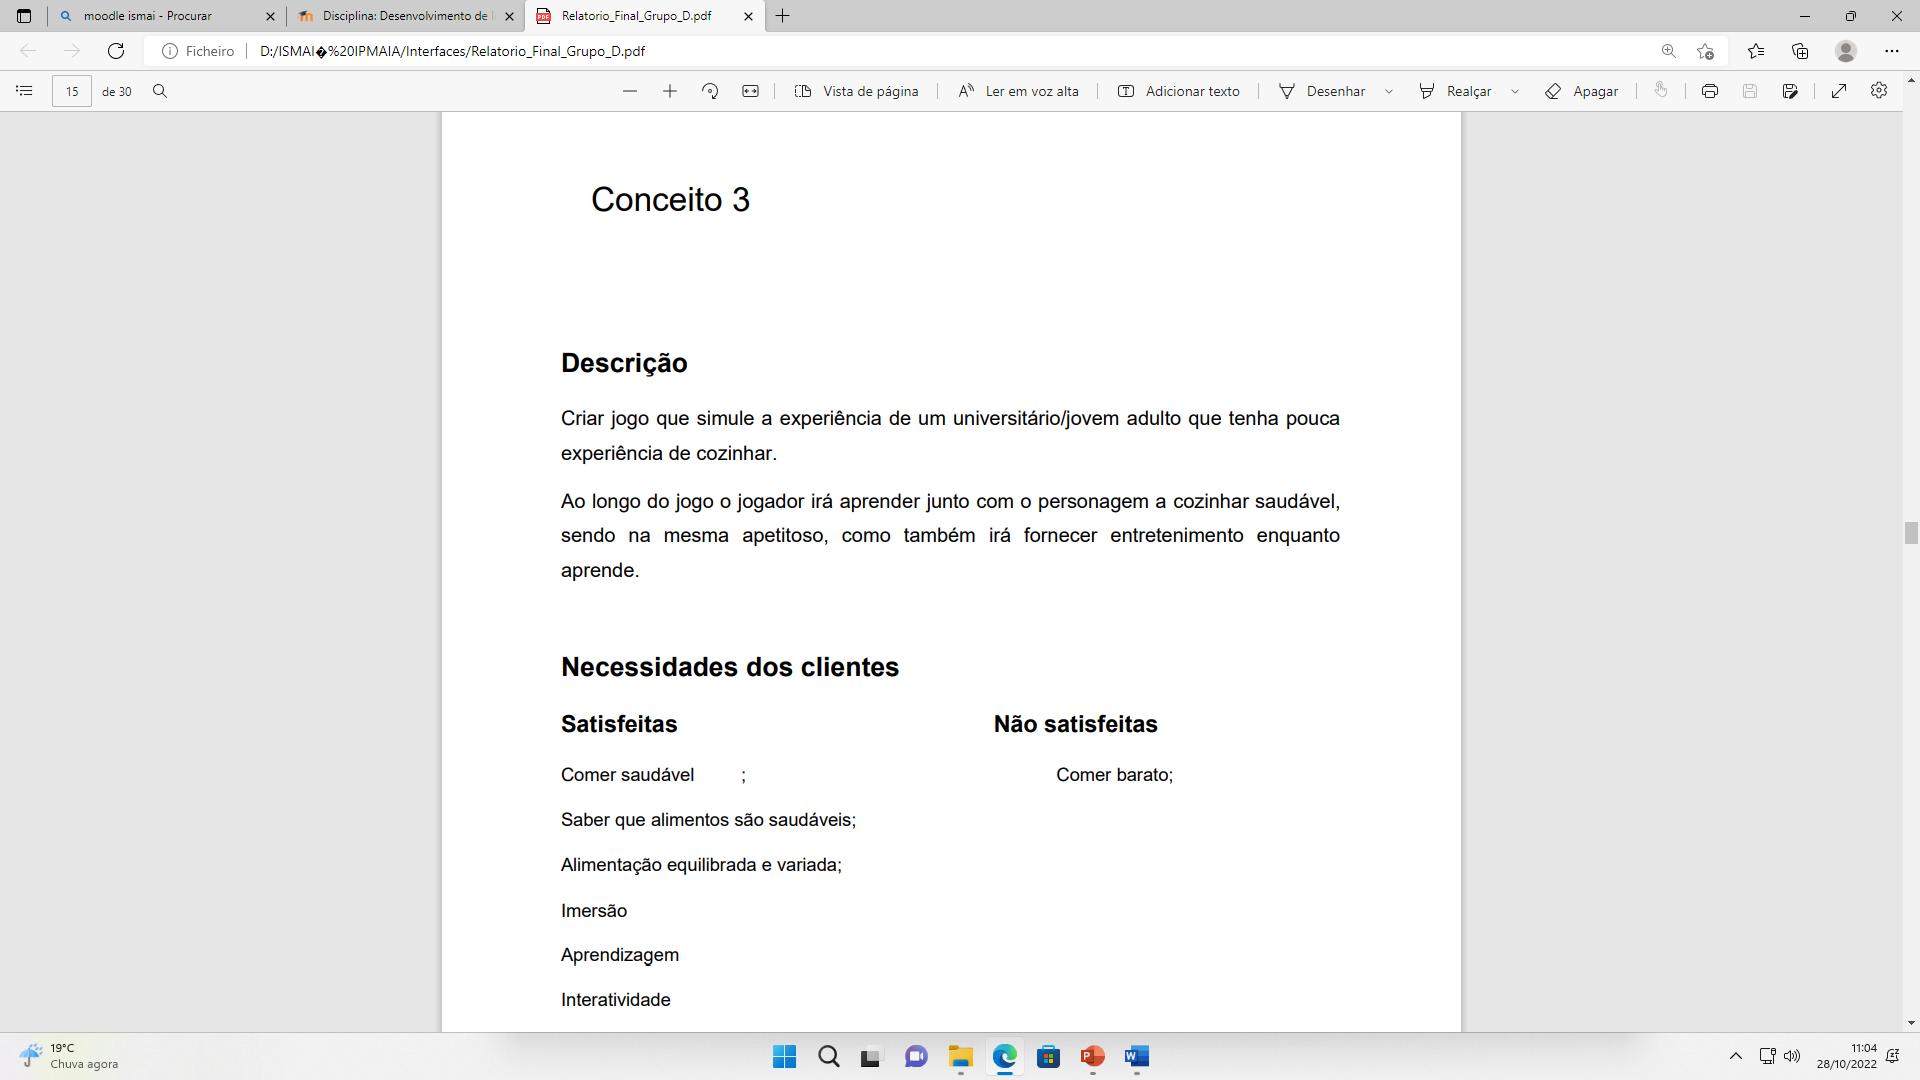 moodle ismai - Procurar
Disciplina: Desenvolvimento de
Relatorio_Final_Grupo_D.pdf
Ficheiro
D:/ISMAI�%20IPMAIA/Interfaces/Relatorio_Final_Grupo_D.pdf
15 de 30
Vista de página
Ler em voz alta
Adicionar texto
Desenhar
Realçar
Apagar
Conceito 3
Descrição
Criar jogo que simule a experiência de um universitário/jovem adulto que tenha pouca
experiência de cozinhar.
Ao longo do jogo o jogador irá aprender junto com o personagem a cozinhar saudável,
sendo na mesma apetitoso, como também irá fornecer entretenimento enquanto
aprende.
Necessidades dos clientes
Satisfeitas Não satisfeitas
Comer saudável ; Comer barato;
Saber que alimentos são saudáveis;
Alimentação equilibrada e variada;
Imersão
Aprendizagem
Interatividade
19°C
Chuva agora
11:04
28/10/2022